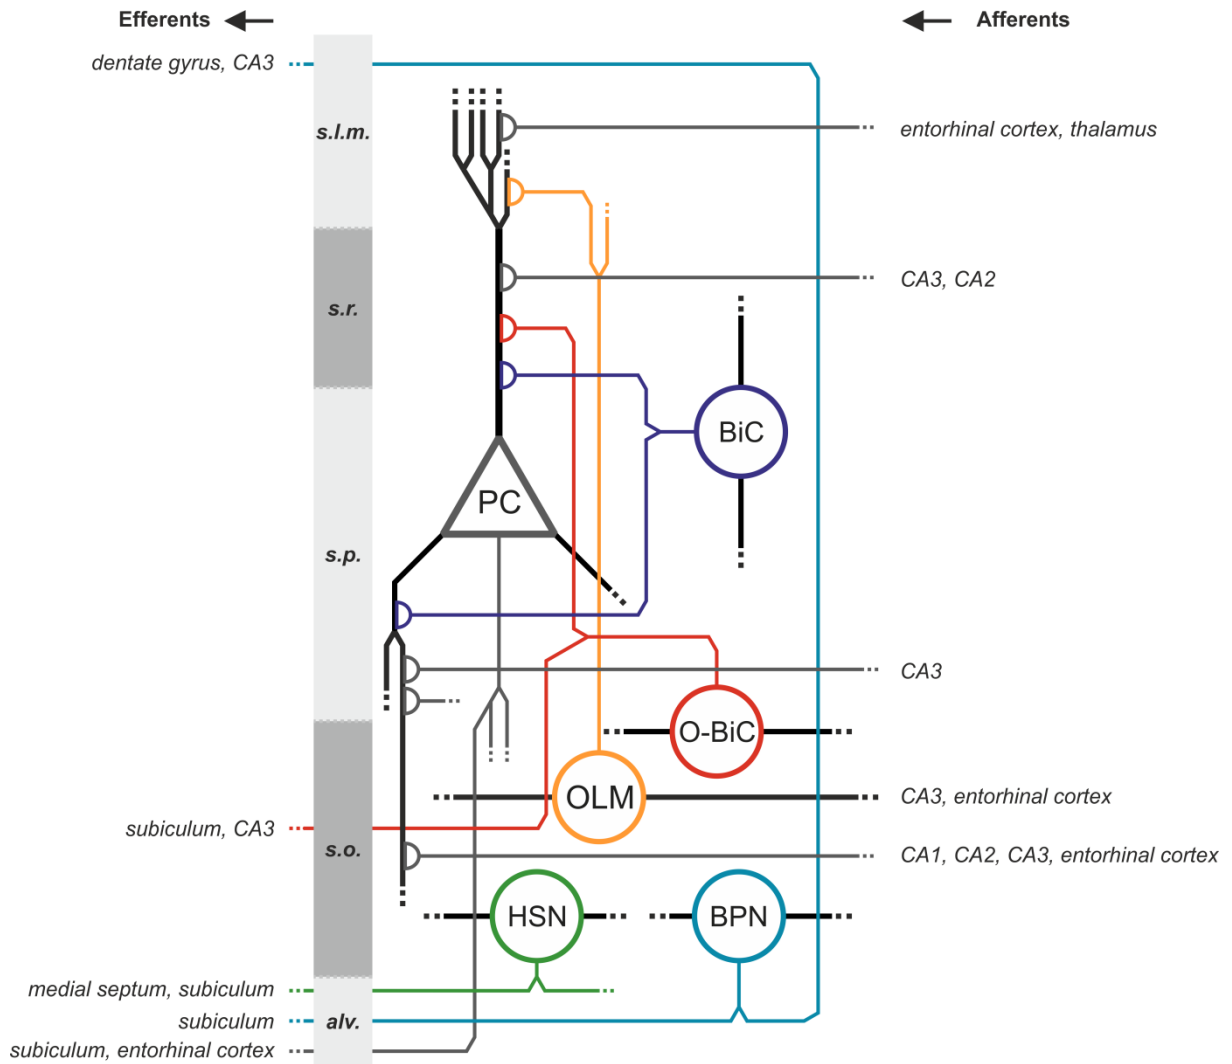 Efferents
Afferents
dentate gyrus, CA3
s.l.m.
entorhinal cortex, thalamus
CA3, CA2
s.r.
BiC
PC
s.p.
CA3
O-BiC
OLM
CA3, entorhinal cortex
subiculum, CA3
s.o.
CA1, CA2, CA3, entorhinal cortex
HSN
BPN
medial septum, subiculum
subiculum
alv.
subiculum, entorhinal cortex